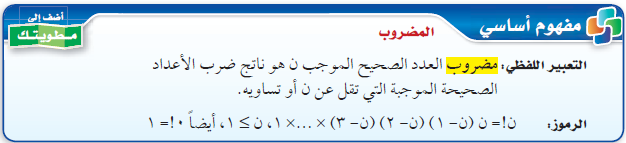 مفهوم أساسي
المضروب
أضف إلى
مطويتك
التعبير اللفظي: مضروب العدد الصحيح الموجب ن هو ناتج ضرب الأعداد
الصحيحة الموجبة التي تقل عن ن أو تساويه.
الرموز: ن! = ن (ن - ١) (ن - ٢) (ن - ٣) × ... × ١، ن ≥ ١، أيضاً ٠! = ١